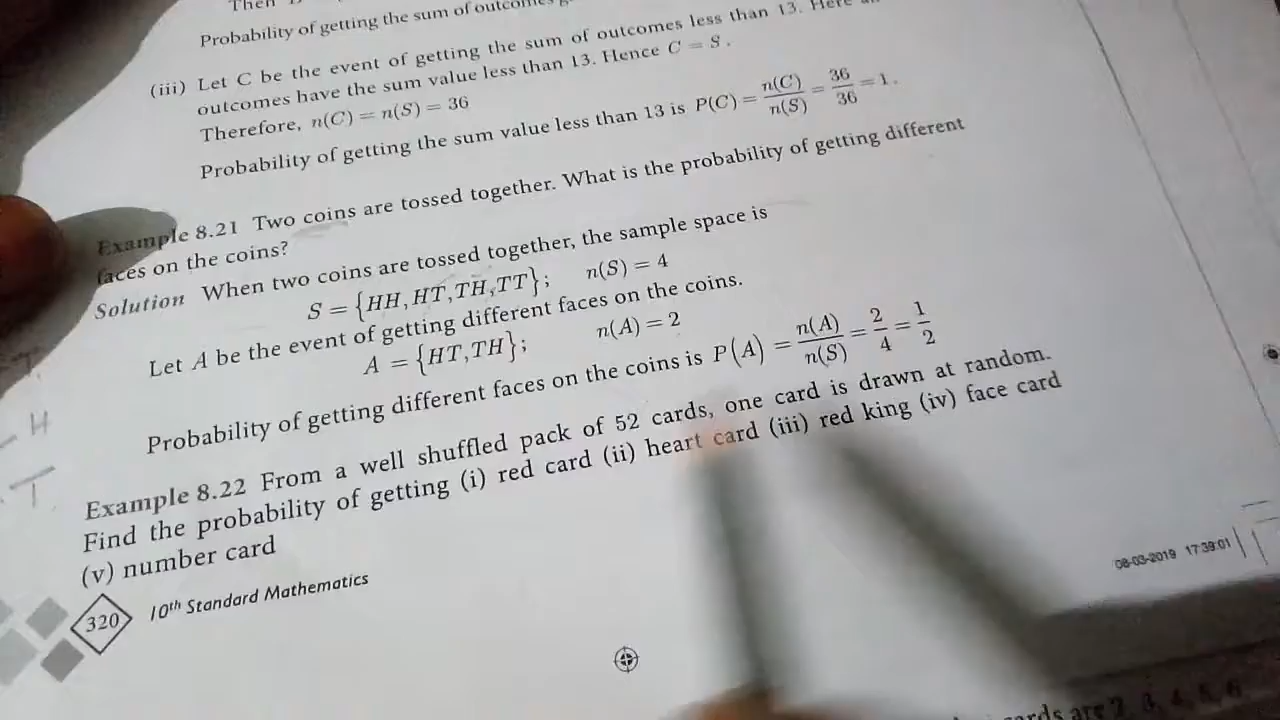 Then
Probability of getting the sum of outcomes
(iii) Let C be the event of getting the sum of outcomes less than 13. Here
outcomes have the sum value less than 13. Hence C = S.
Therefore, n(C) = n(S) = 36
Probability of getting the sum value less than 13 is P(C) = n(C)/n(S) = 36/36 = 1.
Example 8.21 Two coins are tossed together. What is the probability of getting different
faces on the coins?
Solution When two coins are tossed together, the sample space is
S = {HH, HT, TH, TT}; n(S) = 4
Let A be the event of getting different faces on the coins.
A = {HT, TH}; n(A) = 2
Probability of getting different faces on the coins is P(A) = n(A)/n(S) = 2/4 = 1/2
H
T
Example 8.22 From a well shuffled pack of 52 cards, one card is drawn at random.
Find the probability of getting (i) red card (ii) heart card (iii) red king (iv) face card
(v) number card
320 10th Standard Mathematics
08-03-2019 17:39:01
are 2, 3, 4, 5, 6